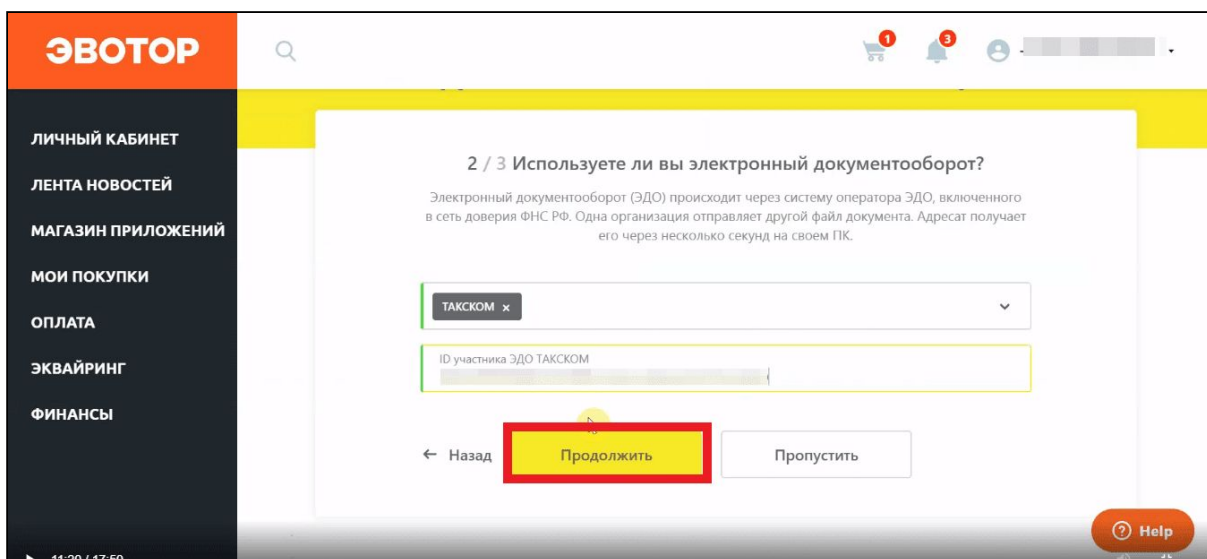 ЭВОТОР
1
3
ЛИЧНЫЙ КАБИНЕТ
ЛЕНТА НОВОСТЕЙ
МАГАЗИН ПРИЛОЖЕНИЙ
МОИ ПОКУПКИ
ОПЛАТА
ЭКВАЙРИНГ
ФИНАНСЫ
2 / 3 Используете ли вы электронный документооборот?
Электронный документооборот (ЭДО) происходит через систему оператора ЭДО, включенного
в сеть доверия ФНС РФ. Одна организация отправляет другой файл документа. Адресат получает
его через несколько секунд на своем ПК.
ТАКСКОМ x
ID участника ЭДО ТАКСКОМ
← Назад
Продолжить
Пропустить
? Help